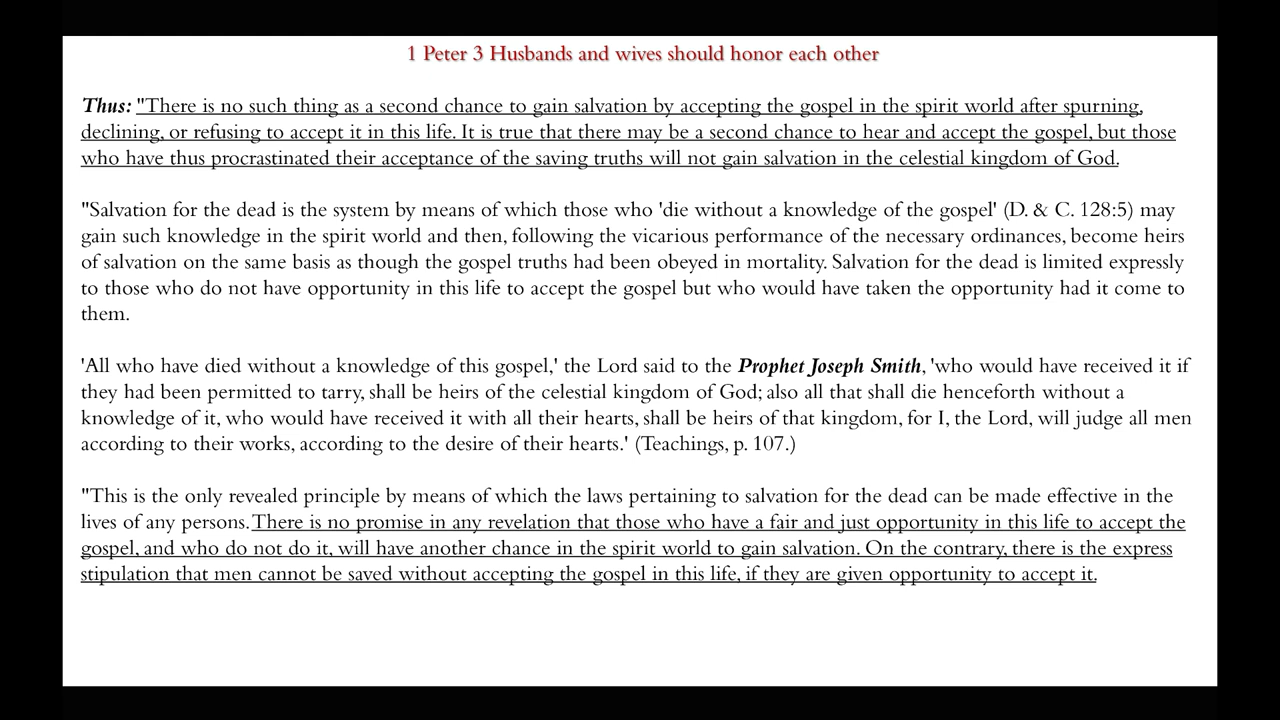 1 Peter 3 Husbands and wives should honor each other
Thus: "There is no such thing as a second chance to gain salvation by accepting the gospel in the spirit world after spurning,
declining, or refusing to accept it in this life. It is true that there may be a second chance to hear and accept the gospel, but those
who have thus procrastinated their acceptance of the saving truths will not gain salvation in the celestial kingdom of God.
"Salvation for the dead is the system by means of which those who 'die without a knowledge of the gospel' (D. & C. 128:5) may
gain such knowledge in the spirit world and then, following the vicarious performance of the necessary ordinances, become heirs
of salvation on the same basis as though the gospel truths had been obeyed in mortality. Salvation for the dead is limited expressly
to those who do not have opportunity in this life to accept the gospel but who would have taken the opportunity had it come to
them.
'All who have died without a knowledge of this gospel,' the Lord said to the Prophet Joseph Smith, 'who would have received it if
they had been permitted to tarry, shall be heirs of the celestial kingdom of God; also all that shall die henceforth without a
knowledge of it, who would have received it with all their hearts, shall be heirs of that kingdom, for I, the Lord, will judge all men
according to their works, according to the desire of their hearts.' (Teachings, p. 107.)
"This is the only revealed principle by means of which the laws pertaining to salvation for the dead can be made effective in the
lives of any persons. There is no promise in any revelation that those who have a fair and just opportunity in this life to accept the
gospel, and who do not do it, will have another chance in the spirit world to gain salvation. On the contrary, there is the express
stipulation that men cannot be saved without accepting the gospel in this life, if they are given opportunity to accept it.